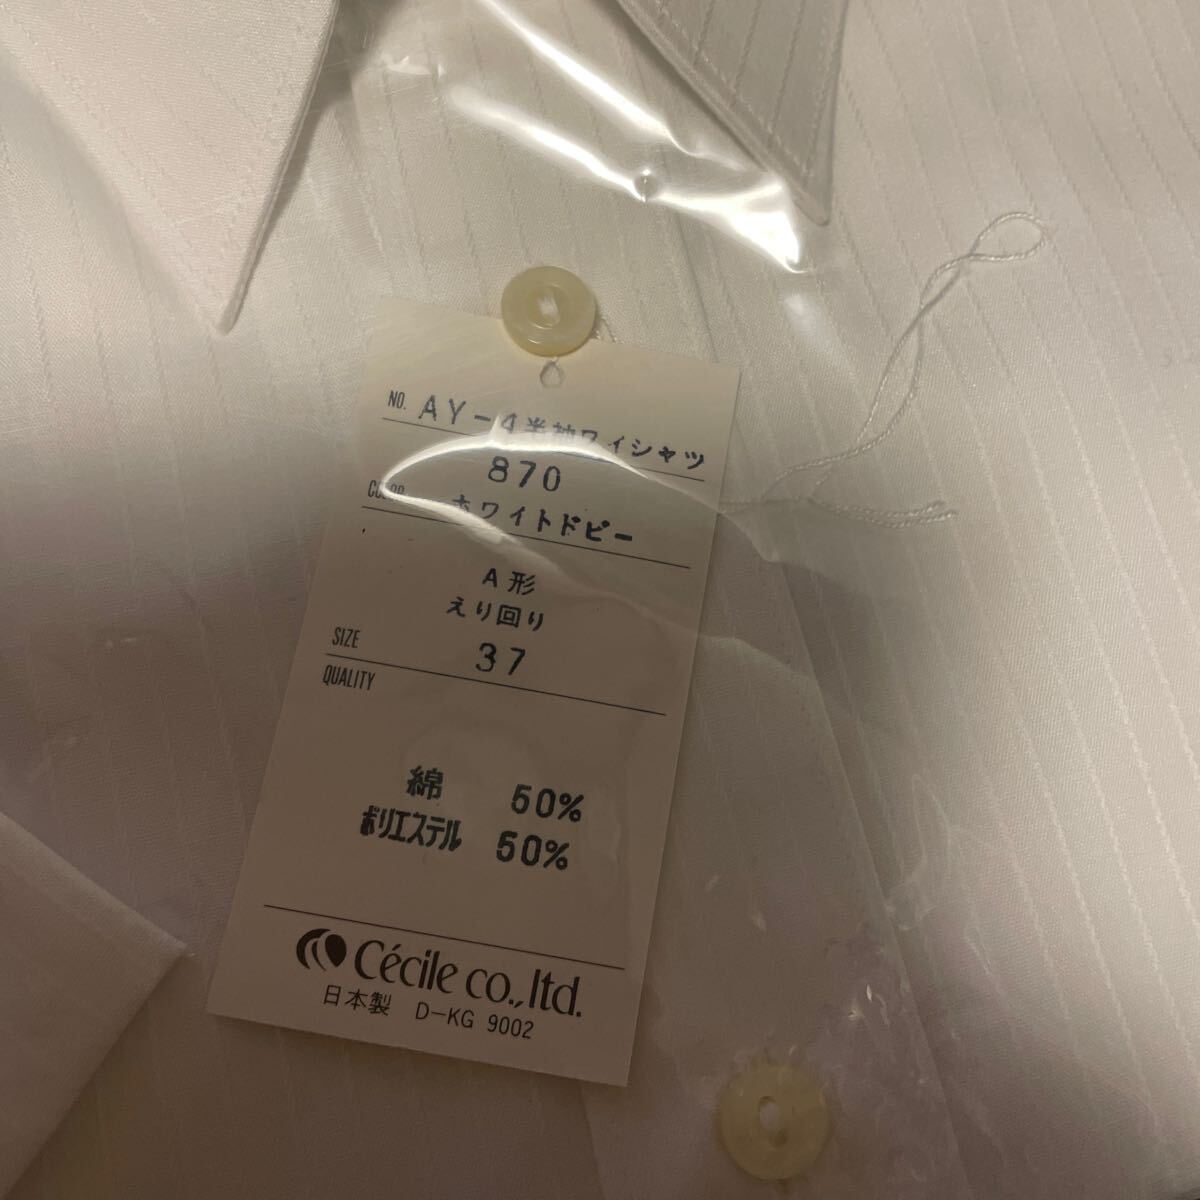 NO. AY-4半袖ワイシャツ
870
COLOR ホワイトドビー
A形
えり回り
SIZE 37
QUALITY
綿 50%
ポリエステル 50%
Cécile co., ltd.
日本製 D-KG 9002